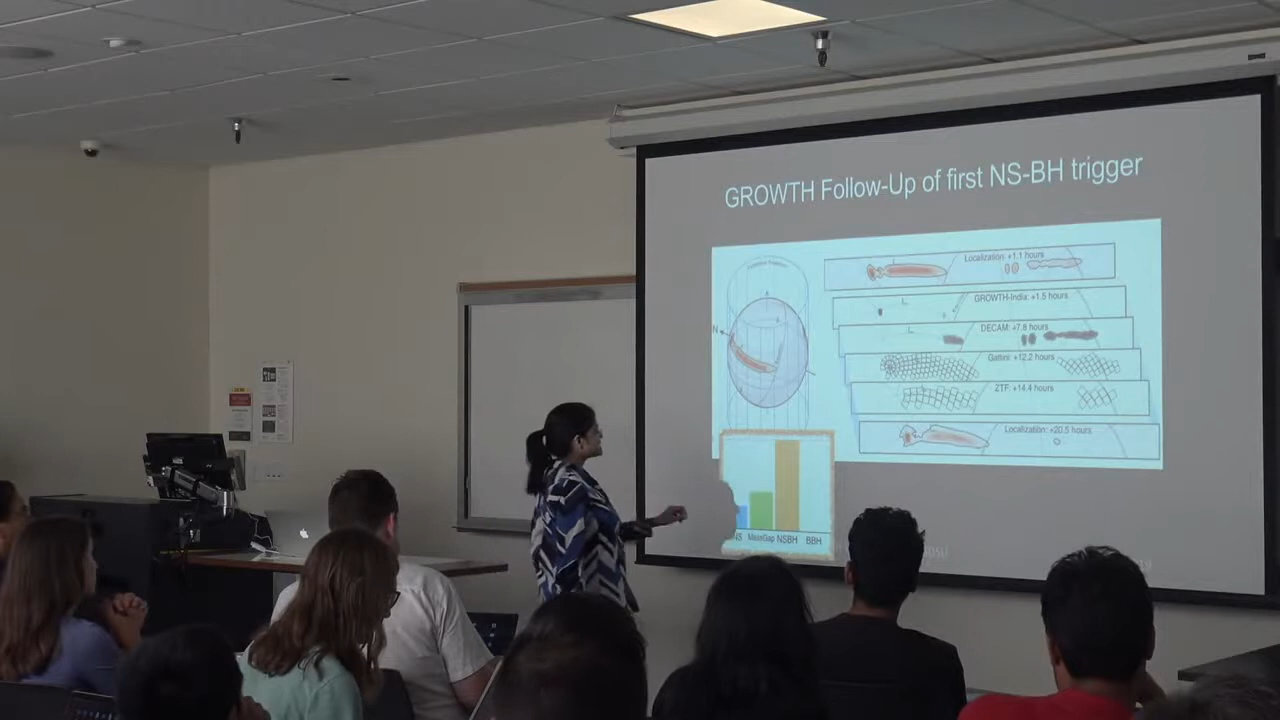 GROWTH Follow-Up of first NS-BH trigger
Localization: +1.1 hours
GROWTH-India: +1.5 hours
DECAM: +7.8 hours
Gattini: +12.2 hours
ZTF: +14.4 hours
Localization: +20.5 hours
N
MassGap NSBH BBH